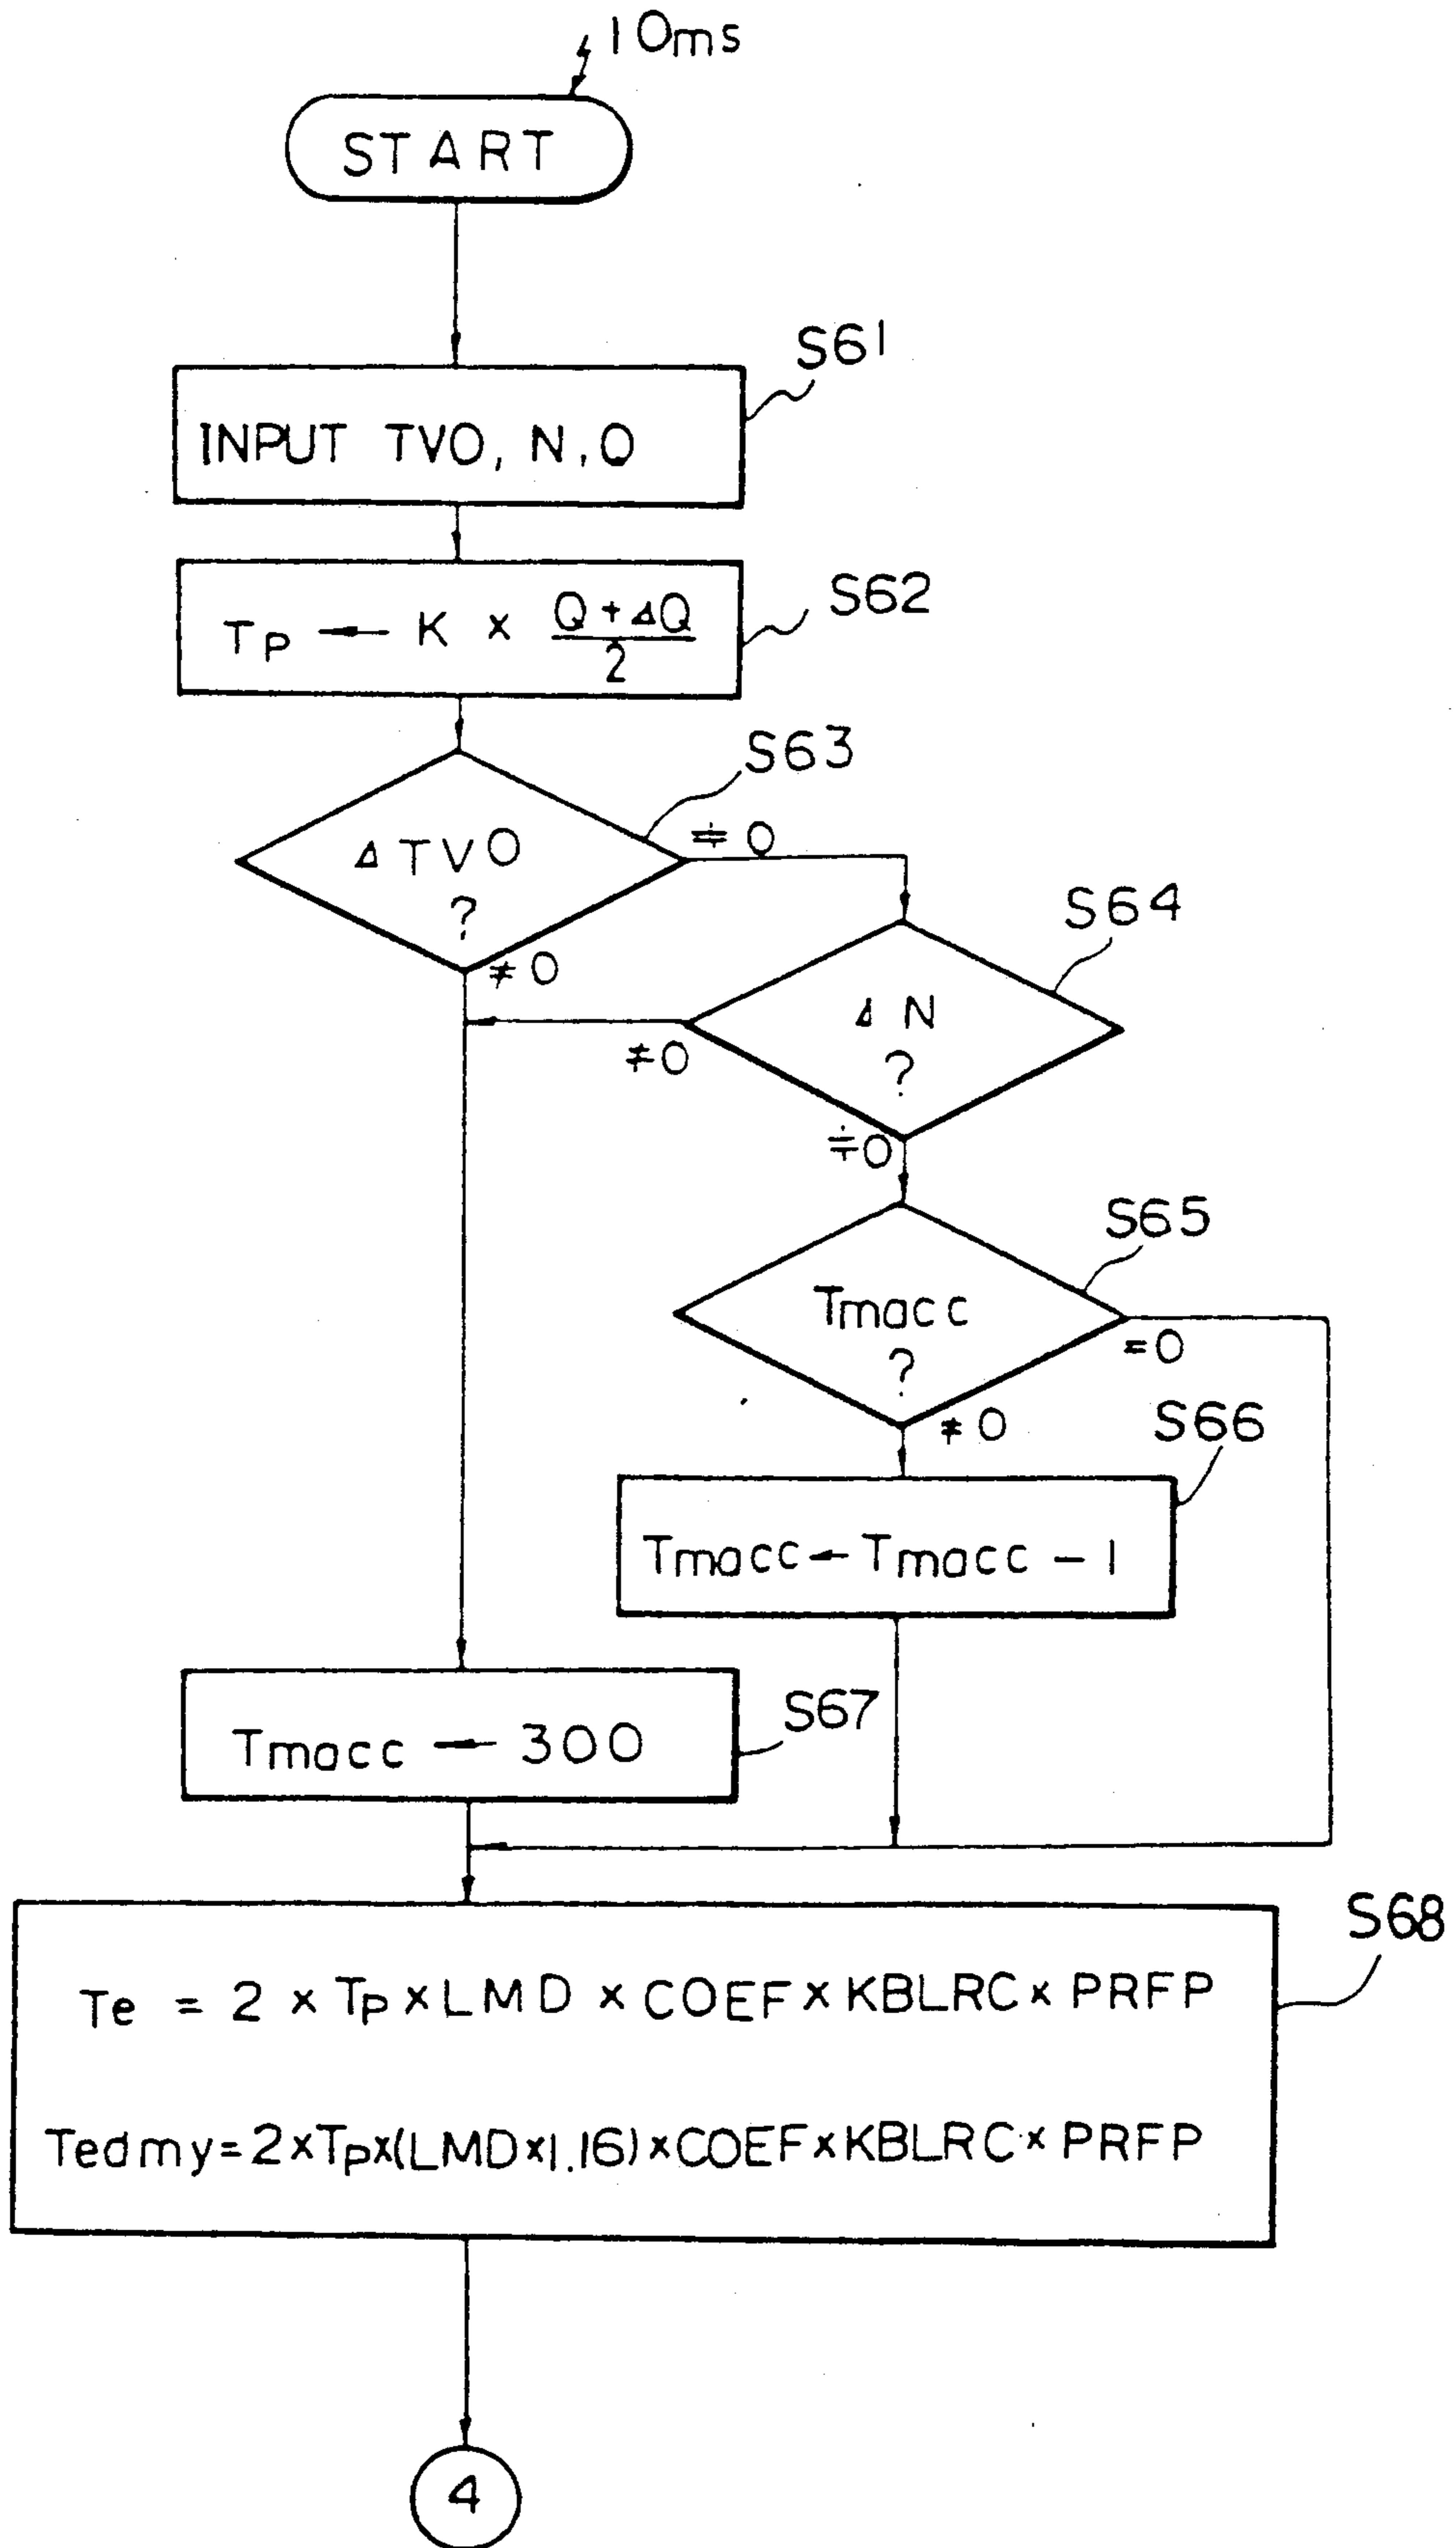 10ms
START
S61
INPUT TVO, N, Q
S62
Tp ← K × (Q + ΔQ) / 2
S63
ΔTVO
?
≒ 0
≠ 0
S64
ΔN
?
≠0
≒0
S65
Tmacc
?
=0
≠0
S66
Tmacc ← Tmacc - 1
S67
Tmacc ← 300
S68
Te = 2 × Tp × LMD × COEF × KBLRC × PRFP
Tedmy=2×Tp×(LMD×1.16)×COEF×KBLRC×PRFP
4